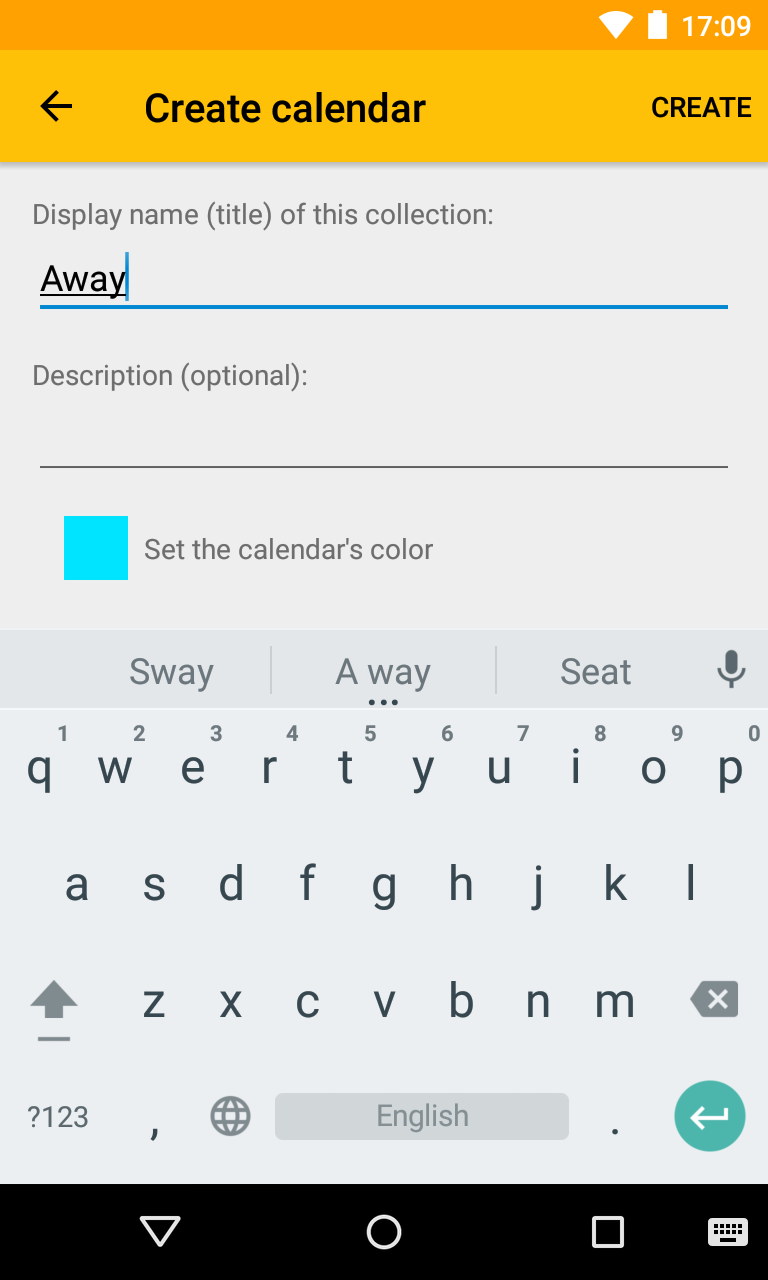 17:09
Create calendar CREATE
Display name (title) of this collection:
Away
Description (optional):
Set the calendar's color
Sway A way Seat
1 2 3 4 5 6 7 8 9 0
q w e r t y u i o p
a s d f g h j k l
z x c v b n m
?123 , English .